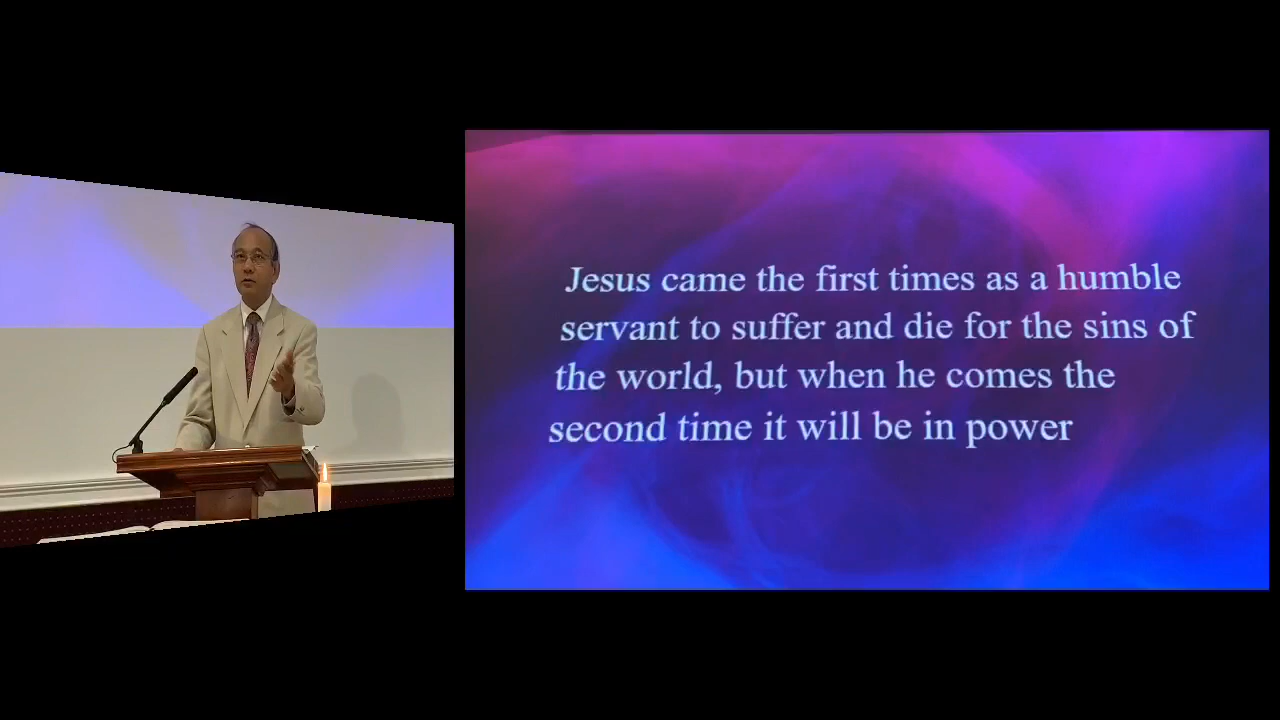 Jesus came the first times as a humble
servant to suffer and die for the sins of
the world, but when he comes the
second time it will be in power